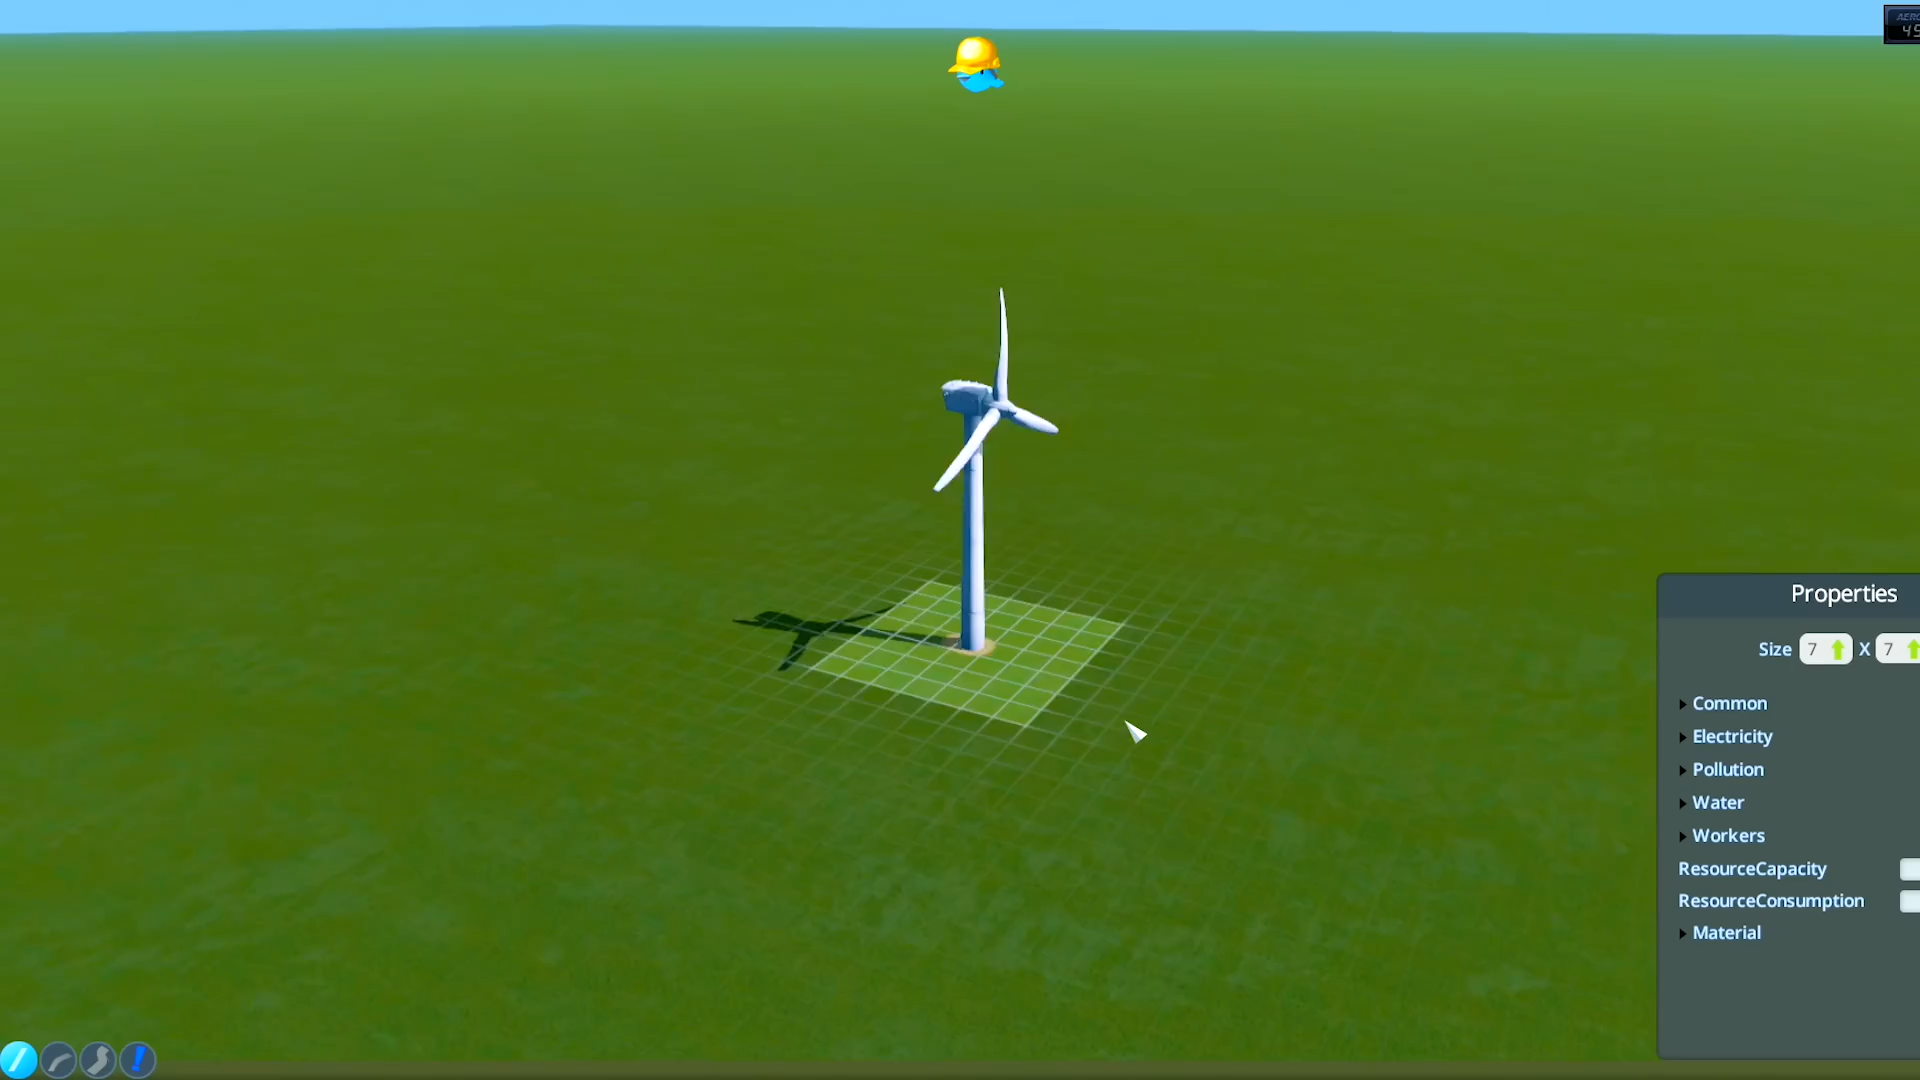 Properties
Size 7 X 7
Common
Electricity
Pollution
Water
Workers
ResourceCapacity
ResourceConsumption
Material